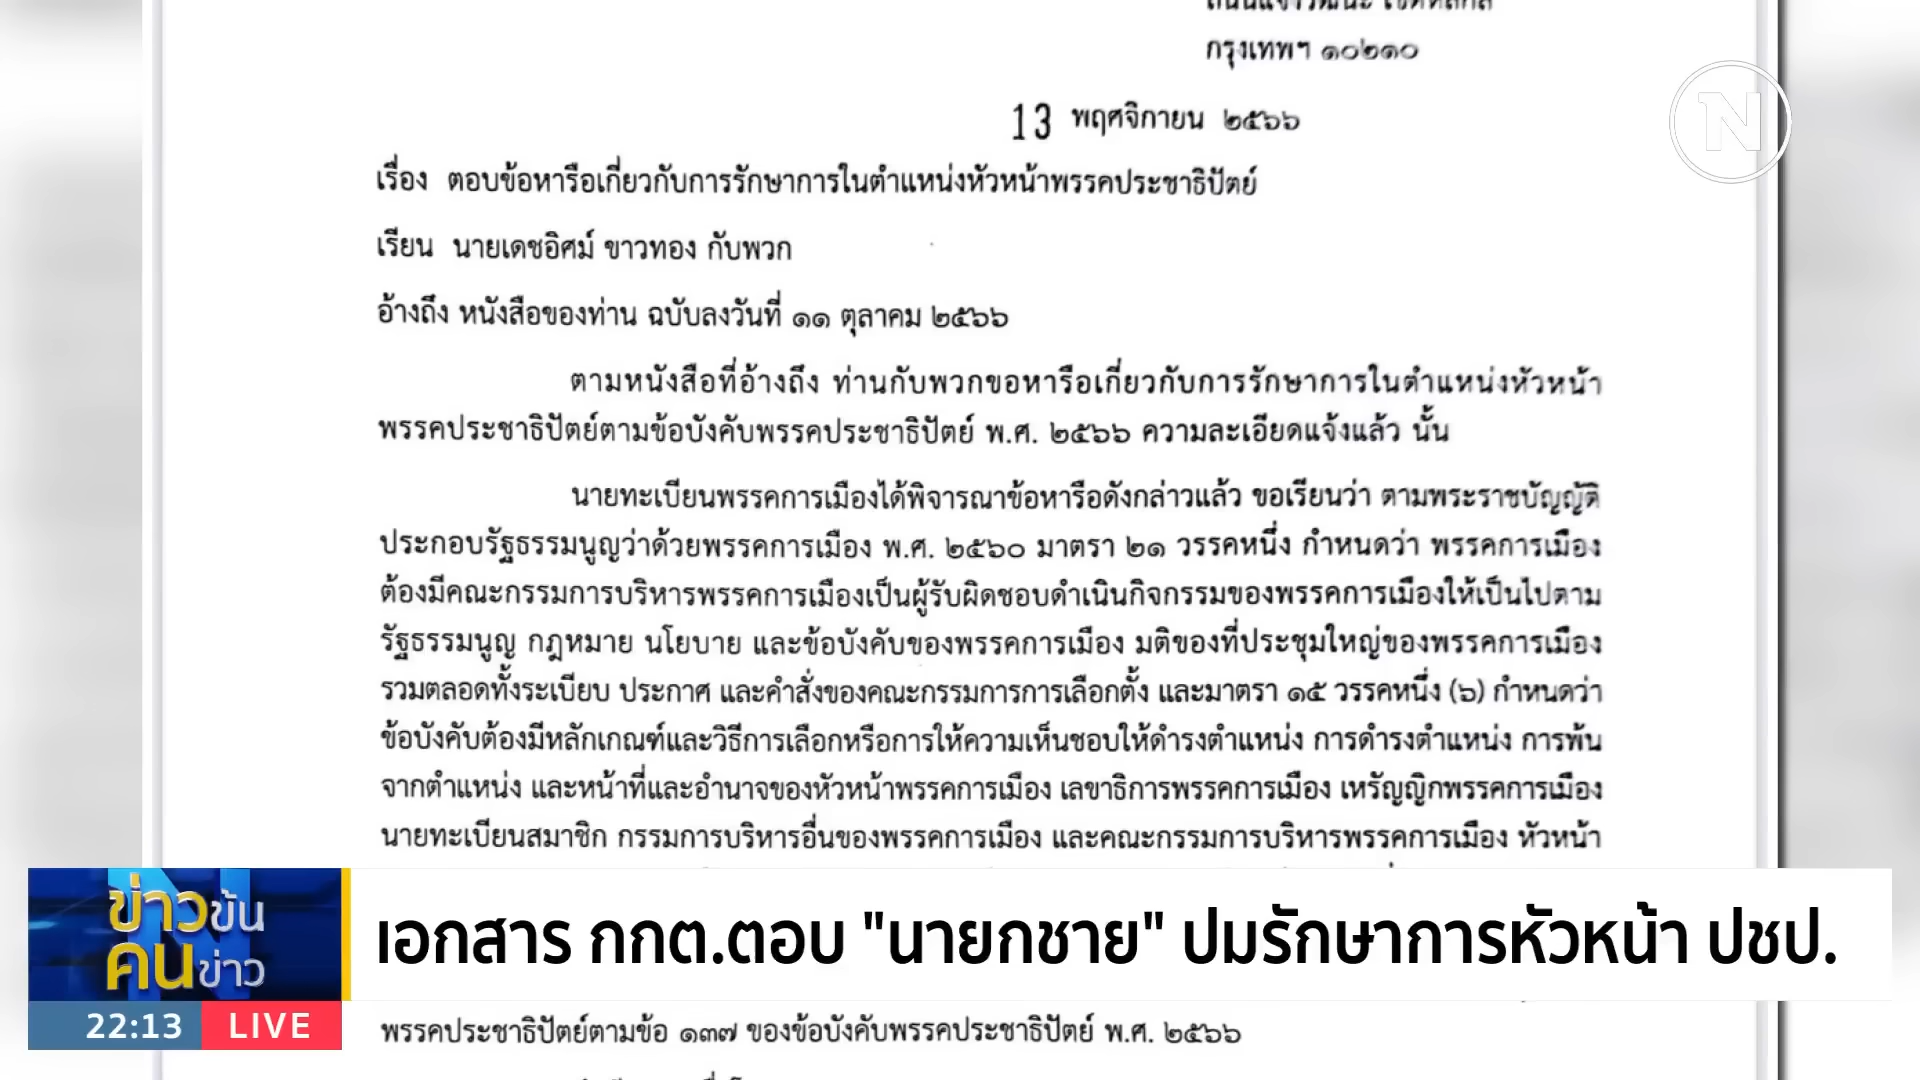 กรุงเทพฯ ๑๐๒๑๐
13 พฤศจิกายน ๒๕๖๖
N
เรื่อง ตอบข้อหารือเกี่ยวกับการรักษาการในตำแหน่งหัวหน้าพรรคประชาธิปัตย์
เรียน นายเดชอิศม์ ขาวทอง กับพวก
อ้างถึง หนังสือของท่าน ฉบับลงวันที่ ๑๑ ตุลาคม ๒๕๖๖
ตามหนังสือที่อ้างถึง ท่านกับพวกขอหารือเกี่ยวกับการรักษาการในตำแหน่งหัวหน้า
พรรคประชาธิปัตย์ตามข้อบังคับพรรคประชาธิปัตย์ พ.ศ. ๒๕๖๖ ความละเอียดแจ้งแล้ว นั้น
นายทะเบียนพรรคการเมืองได้พิจารณาข้อหารือดังกล่าวแล้ว ขอเรียนว่า ตามพระราชบัญญัติ
ประกอบรัฐธรรมนูญว่าด้วยพรรคการเมือง พ.ศ. ๒๕๖๐ มาตรา ๒๑ วรรคหนึ่ง กำหนดว่า พรรคการเมือง
ต้องมีคณะกรรมการบริหารพรรคการเมืองเป็นผู้รับผิดชอบดำเนินกิจกรรมของพรรคการเมืองให้เป็นไปตาม
รัฐธรรมนูญ กฎหมาย นโยบาย และข้อบังคับของพรรคการเมือง มติของที่ประชุมใหญ่ของพรรคการเมือง
รวมตลอดทั้งระเบียบ ประกาศ และคำสั่งของคณะกรรมการการเลือกตั้ง และมาตรา ๑๕ วรรคหนึ่ง (๖) กำหนดว่า
ข้อบังคับต้องมีหลักเกณฑ์และวิธีการเลือกหรือการให้ความเห็นชอบให้ดำรงตำแหน่ง การดำรงตำแหน่ง การพ้น
จากตำแหน่ง และหน้าที่และอำนาจของหัวหน้าพรรคการเมือง เลขาธิการพรรคการเมือง เหรัญญิกพรรคการเมือง
นายทะเบียนสมาชิก กรรมการบริหารอื่นของพรรคการเมือง และคณะกรรมการบริหารพรรคการเมือง หัวหน้า
ข่าวข้น
คนข่าว
เอกสาร กกต.ตอบ "นายกชาย" ปมรักษาการหัวหน้า ปชป.
22:13 LIVE
พรรคประชาธิปัตย์ตามข้อ ๑๓๗ ของข้อบังคับพรรคประชาธิปัตย์ พ.ศ. ๒๕๖๖